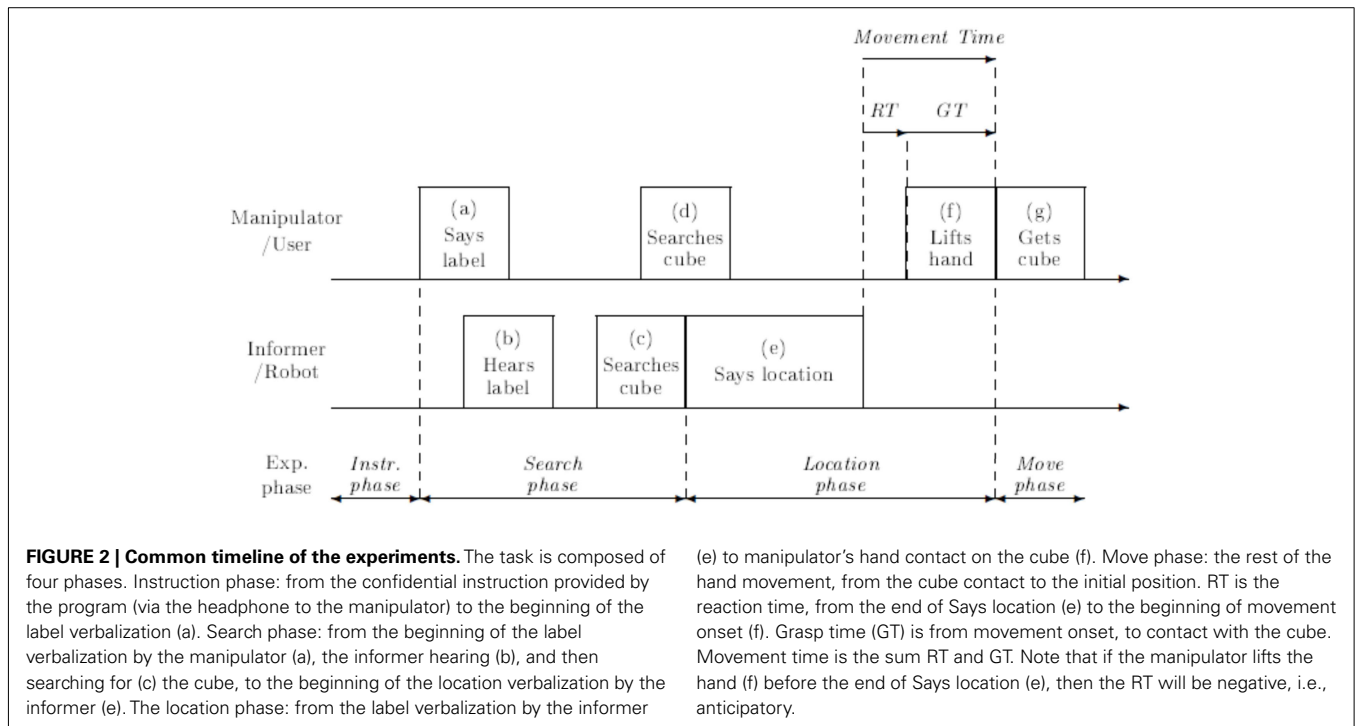 Movement Time
RT GT
Manipulator
/User
(a)
Says
label
(d)
Searches
cube
(f)
Lifts
hand
(g)
Gets
cube
Informer
/Robot
(b)
Hears
label
(c)
Searches
cube
(e)
Says location
Exp.
phase
Instr.
phase
Search
phase
Location
phase
Move
phase
FIGURE 2 | Common timeline of the experiments. The task is composed of
four phases. Instruction phase: from the confidential instruction provided by
the program (via the headphone to the manipulator) to the beginning of the
label verbalization (a). Search phase: from the beginning of the label
verbalization by the manipulator (a), the informer hearing (b), and then
searching for (c) the cube, to the beginning of the location verbalization by the
informer (e). The location phase: from the label verbalization by the informer
(e) to manipulator's hand contact on the cube (f). Move phase: the rest of the
hand movement, from the cube contact to the initial position. RT is the
reaction time, from the end of Says location (e) to the beginning of movement
onset (f). Grasp time (GT) is from movement onset, to contact with the cube.
Movement time is the sum RT and GT. Note that if the manipulator lifts the
hand (f) before the end of Says location (e), then the RT will be negative, i.e.,
anticipatory.